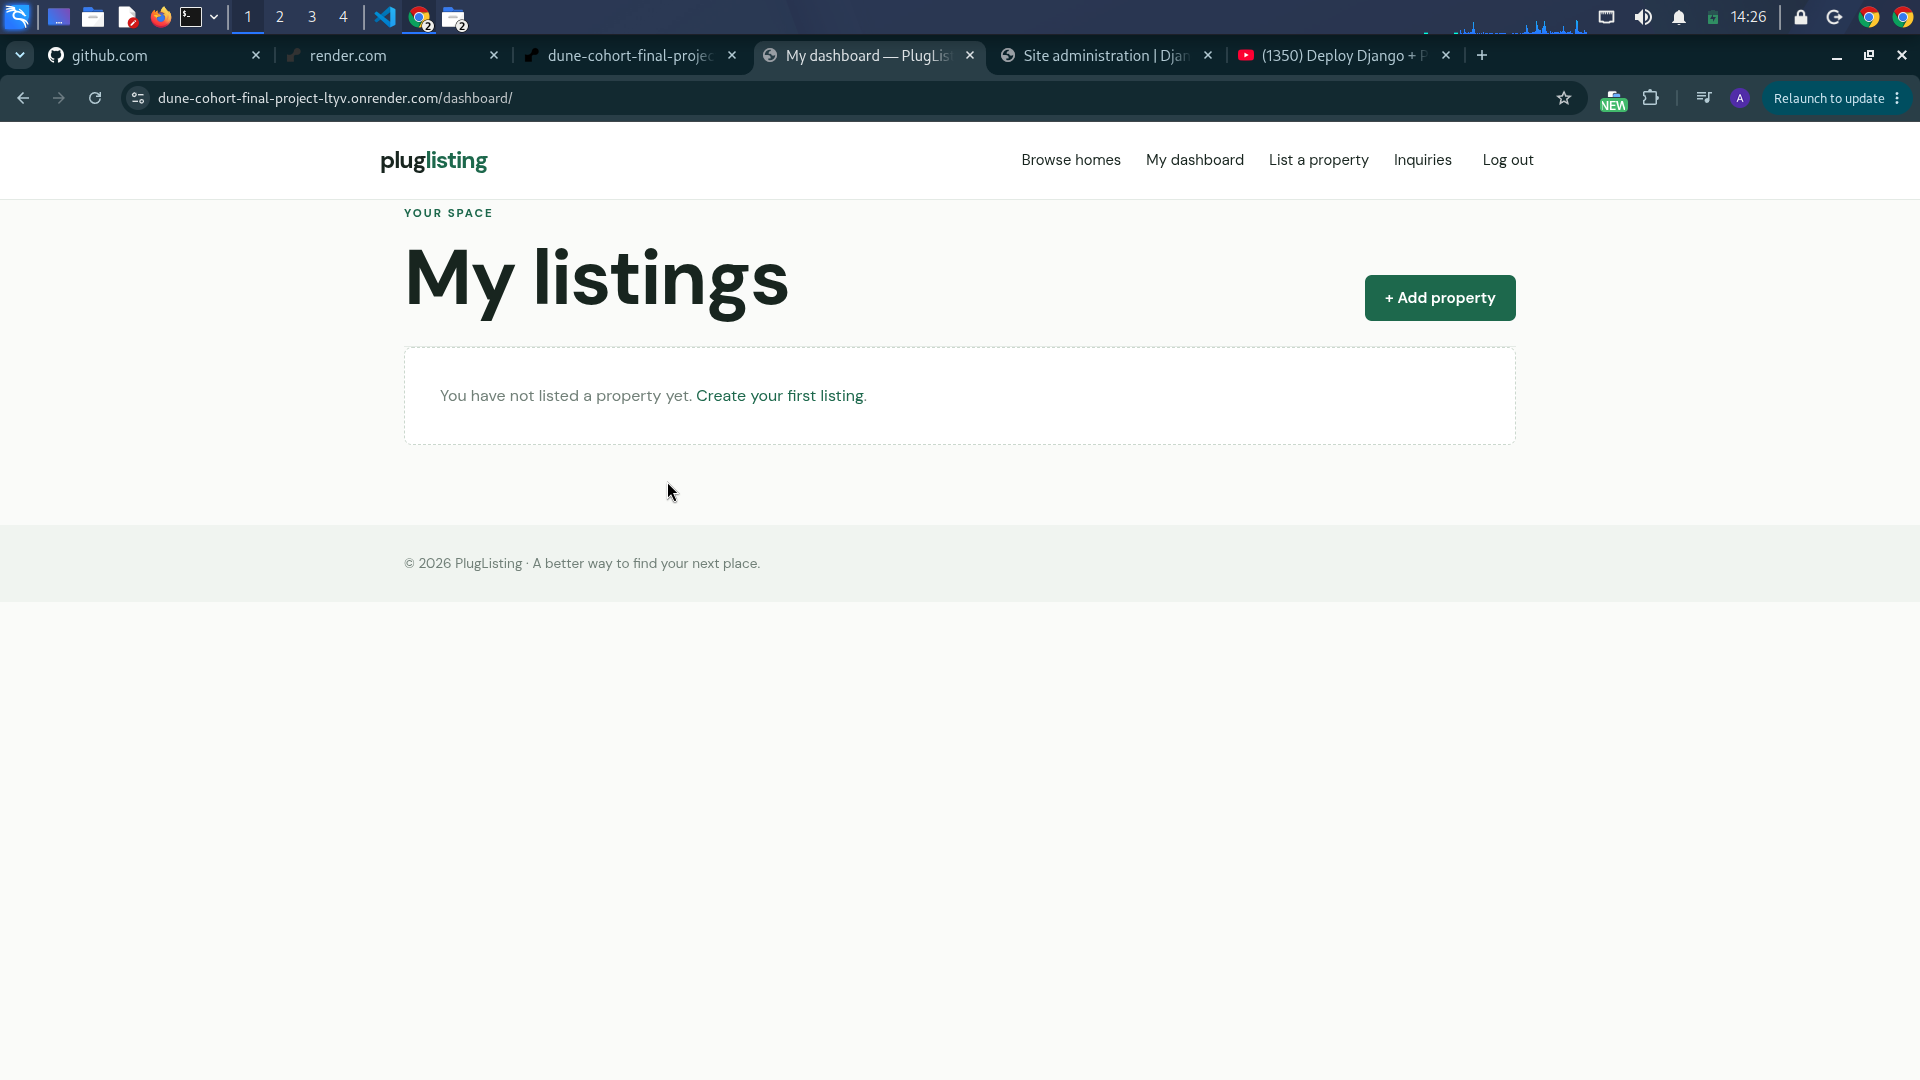 1 2 3 4 2 2 14:26
github.com render.com dune-cohort-final-projec My dashboard — PlugLis Site administration | Djan (1350) Deploy Django + P
dune-cohort-final-project-ltyv.onrender.com/dashboard/ NEW A Relaunch to update
pluglisting Browse homes My dashboard List a property Inquiries Log out
YOUR SPACE
My listings
+ Add property
You have not listed a property yet. Create your first listing.
© 2026 PlugListing · A better way to find your next place.